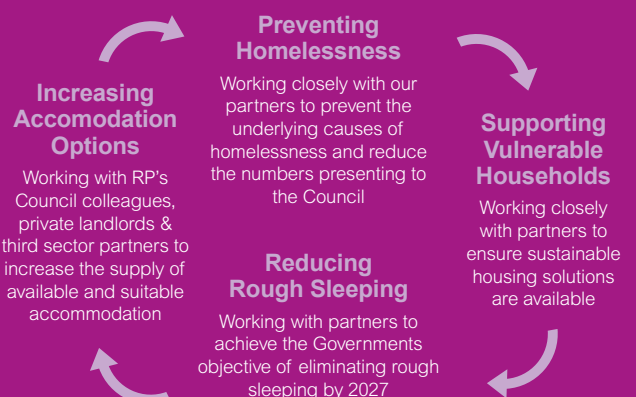 Preventing
Homelessness
Working closely with our
partners to prevent the
underlying causes of
homelessness and reduce
the numbers presenting to
the Council
Supporting
Vulnerable
Households
Working closely
with partners to
ensure sustainable
housing solutions
are available
Reducing
Rough Sleeping
Working with partners to
achieve the Governments
objective of eliminating rough
sleeping by 2027
Increasing
Accomodation
Options
Working with RP's
Council colleagues,
private landlords &
third sector partners to
increase the supply of
available and suitable
accommodation